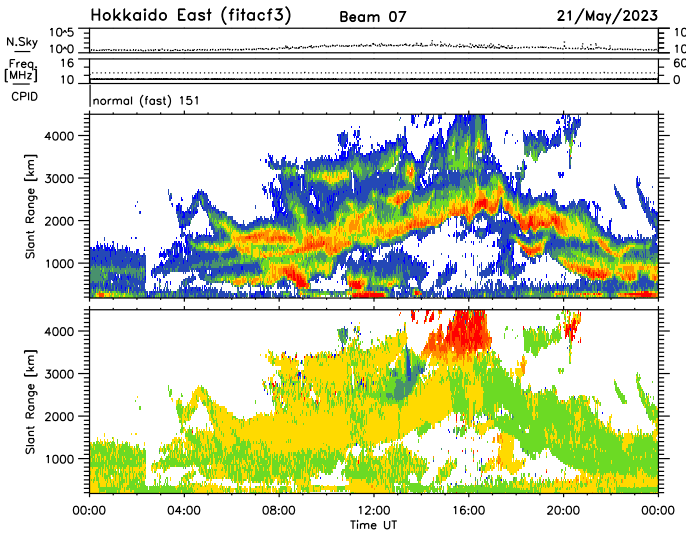 Hokkaido East (fitacf3) Beam 07 21/May/2023
N.Sky 10^5 10^0 10 10
Freq. [MHz] 16 10 60 0
CPID normal (fast) 151
Slant Range [km] 4000 3000 2000 1000
Slant Range [km] 4000 3000 2000 1000
00:00 04:00 08:00 12:00 16:00 20:00 00:00
Time UT